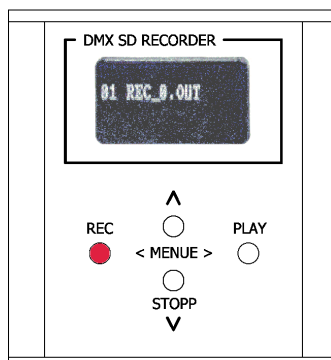 DMX SD RECORDER
01 REC_0.OUT
REC
PLAY
< MENUE >
STOPP